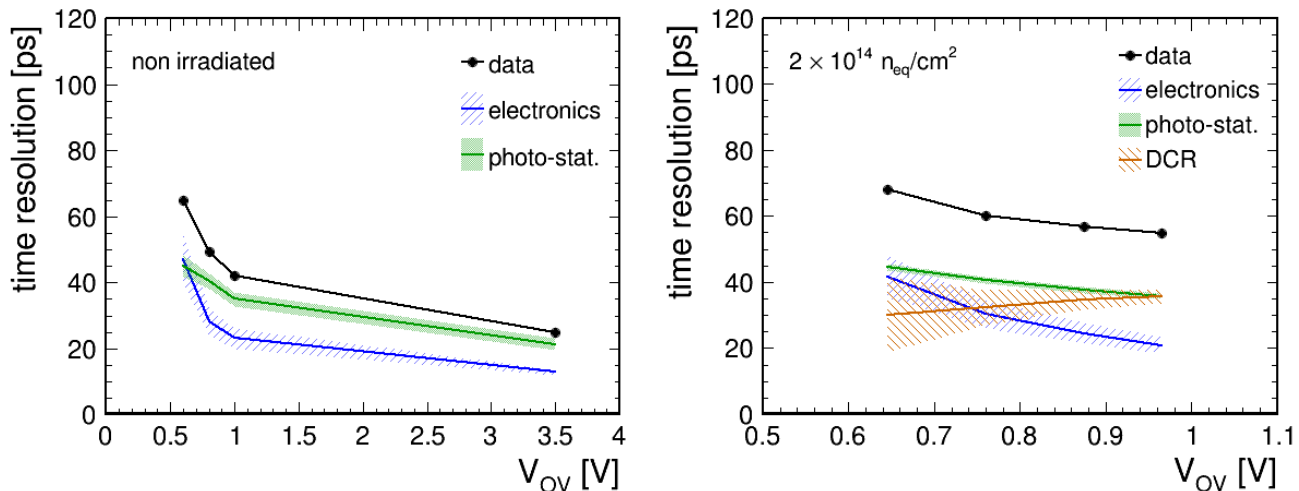 time resolution [ps]
120
100
80
60
40
20
0
non irradiated
data
electronics
photo-stat.
0 0.5 1 1.5 2 2.5 3 3.5 4
V_OV [V]
time resolution [ps]
120
100
80
60
40
20
0
2 × 10^14 n_eq/cm^2
data
electronics
photo-stat.
DCR
0.5 0.6 0.7 0.8 0.9 1 1.1
V_OV [V]